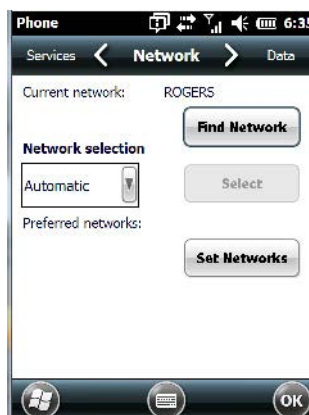 Phone 6:35
Services Network Data
Current network: ROGERS
Find Network
Network selection
Automatic
Select
Preferred networks:
Set Networks
OK